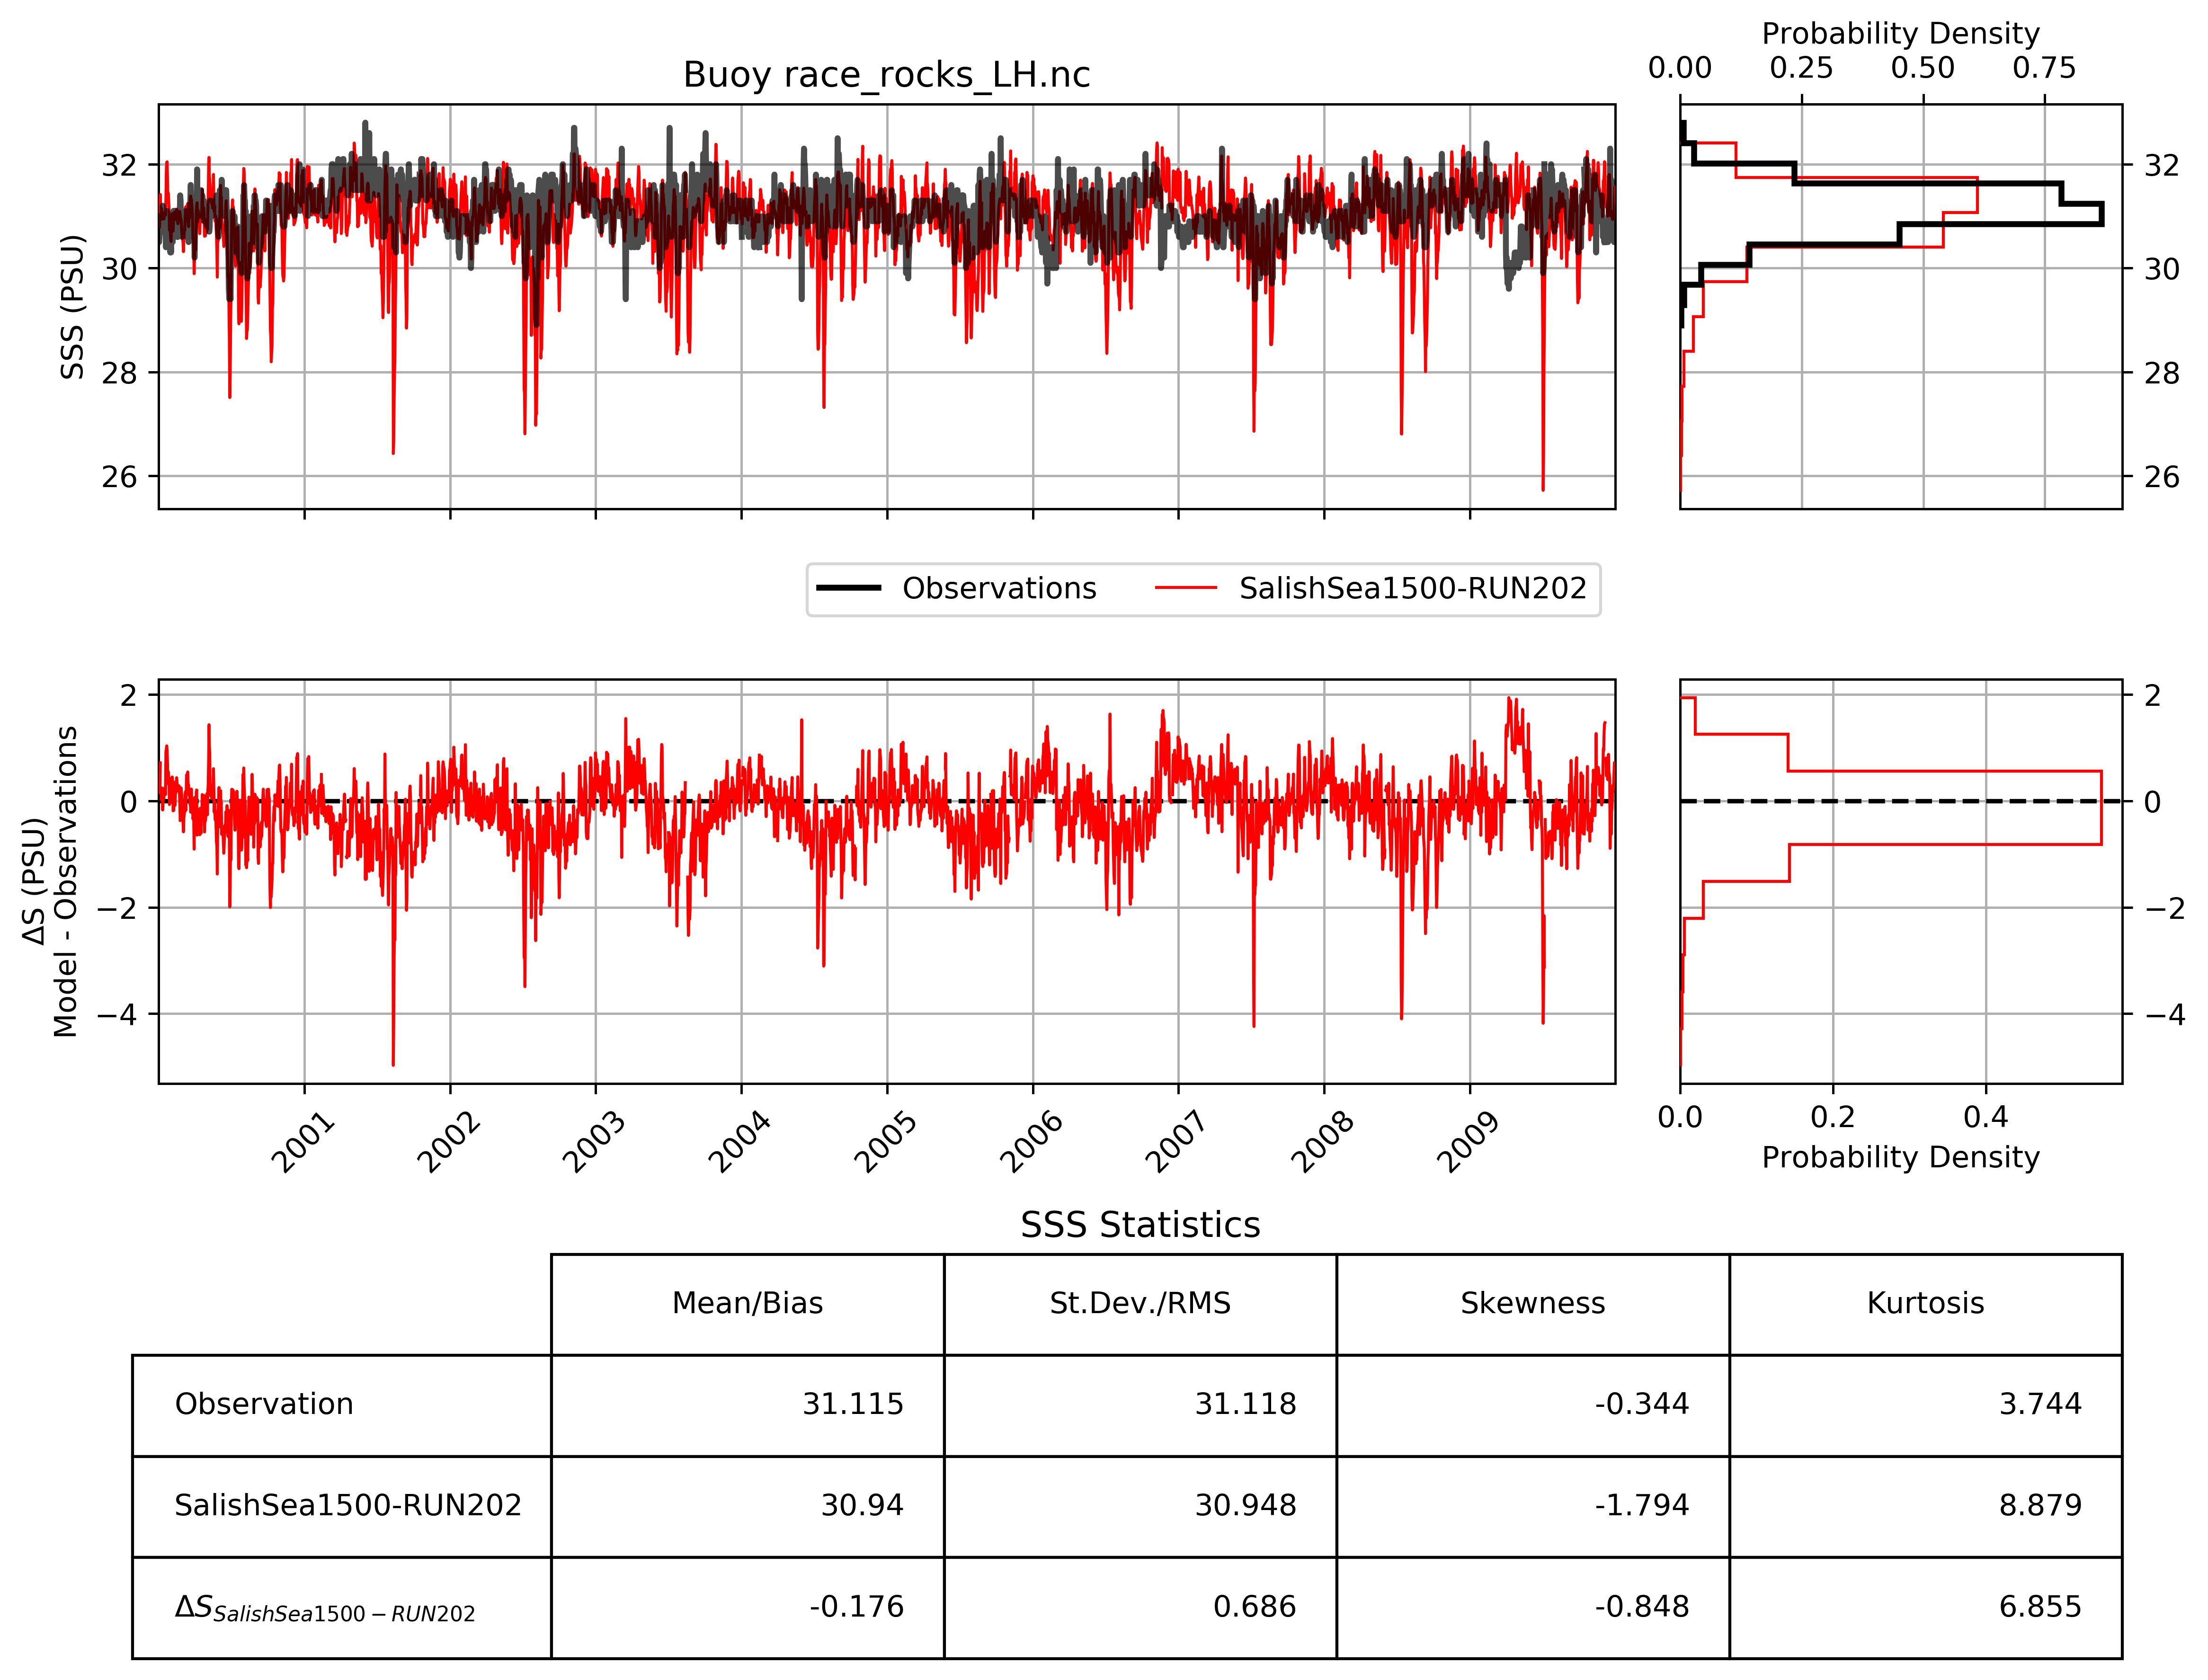 Probability Density
0.00 0.25 0.50 0.75
Buoy race_rocks_LH.nc
SSS (PSU)
32
30
28
26
32
30
28
26
Observations SalishSea1500-RUN202
ΔS (PSU)
Model - Observations
2
0
−2
−4
2
0
−2
−4
2001 2002 2003 2004 2005 2006 2007 2008 2009
0.0 0.2 0.4
Probability Density
SSS Statistics
Mean/Bias St.Dev./RMS Skewness Kurtosis
Observation 31.115 31.118 -0.344 3.744
SalishSea1500-RUN202 30.94 30.948 -1.794 8.879
ΔS SalishSea1500−RUN202 -0.176 0.686 -0.848 6.855